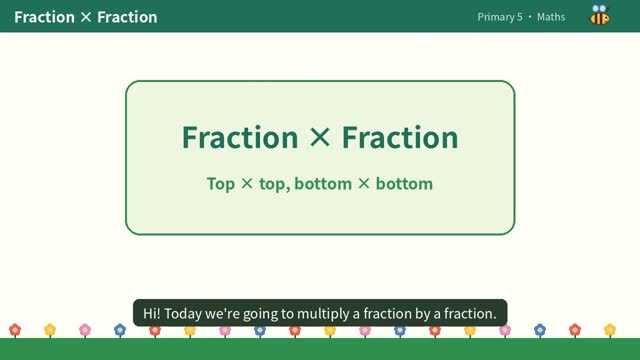 Fraction × Fraction
Primary 5 • Maths
Fraction × Fraction
Top × top, bottom × bottom
Hi! Today we're going to multiply a fraction by a fraction.